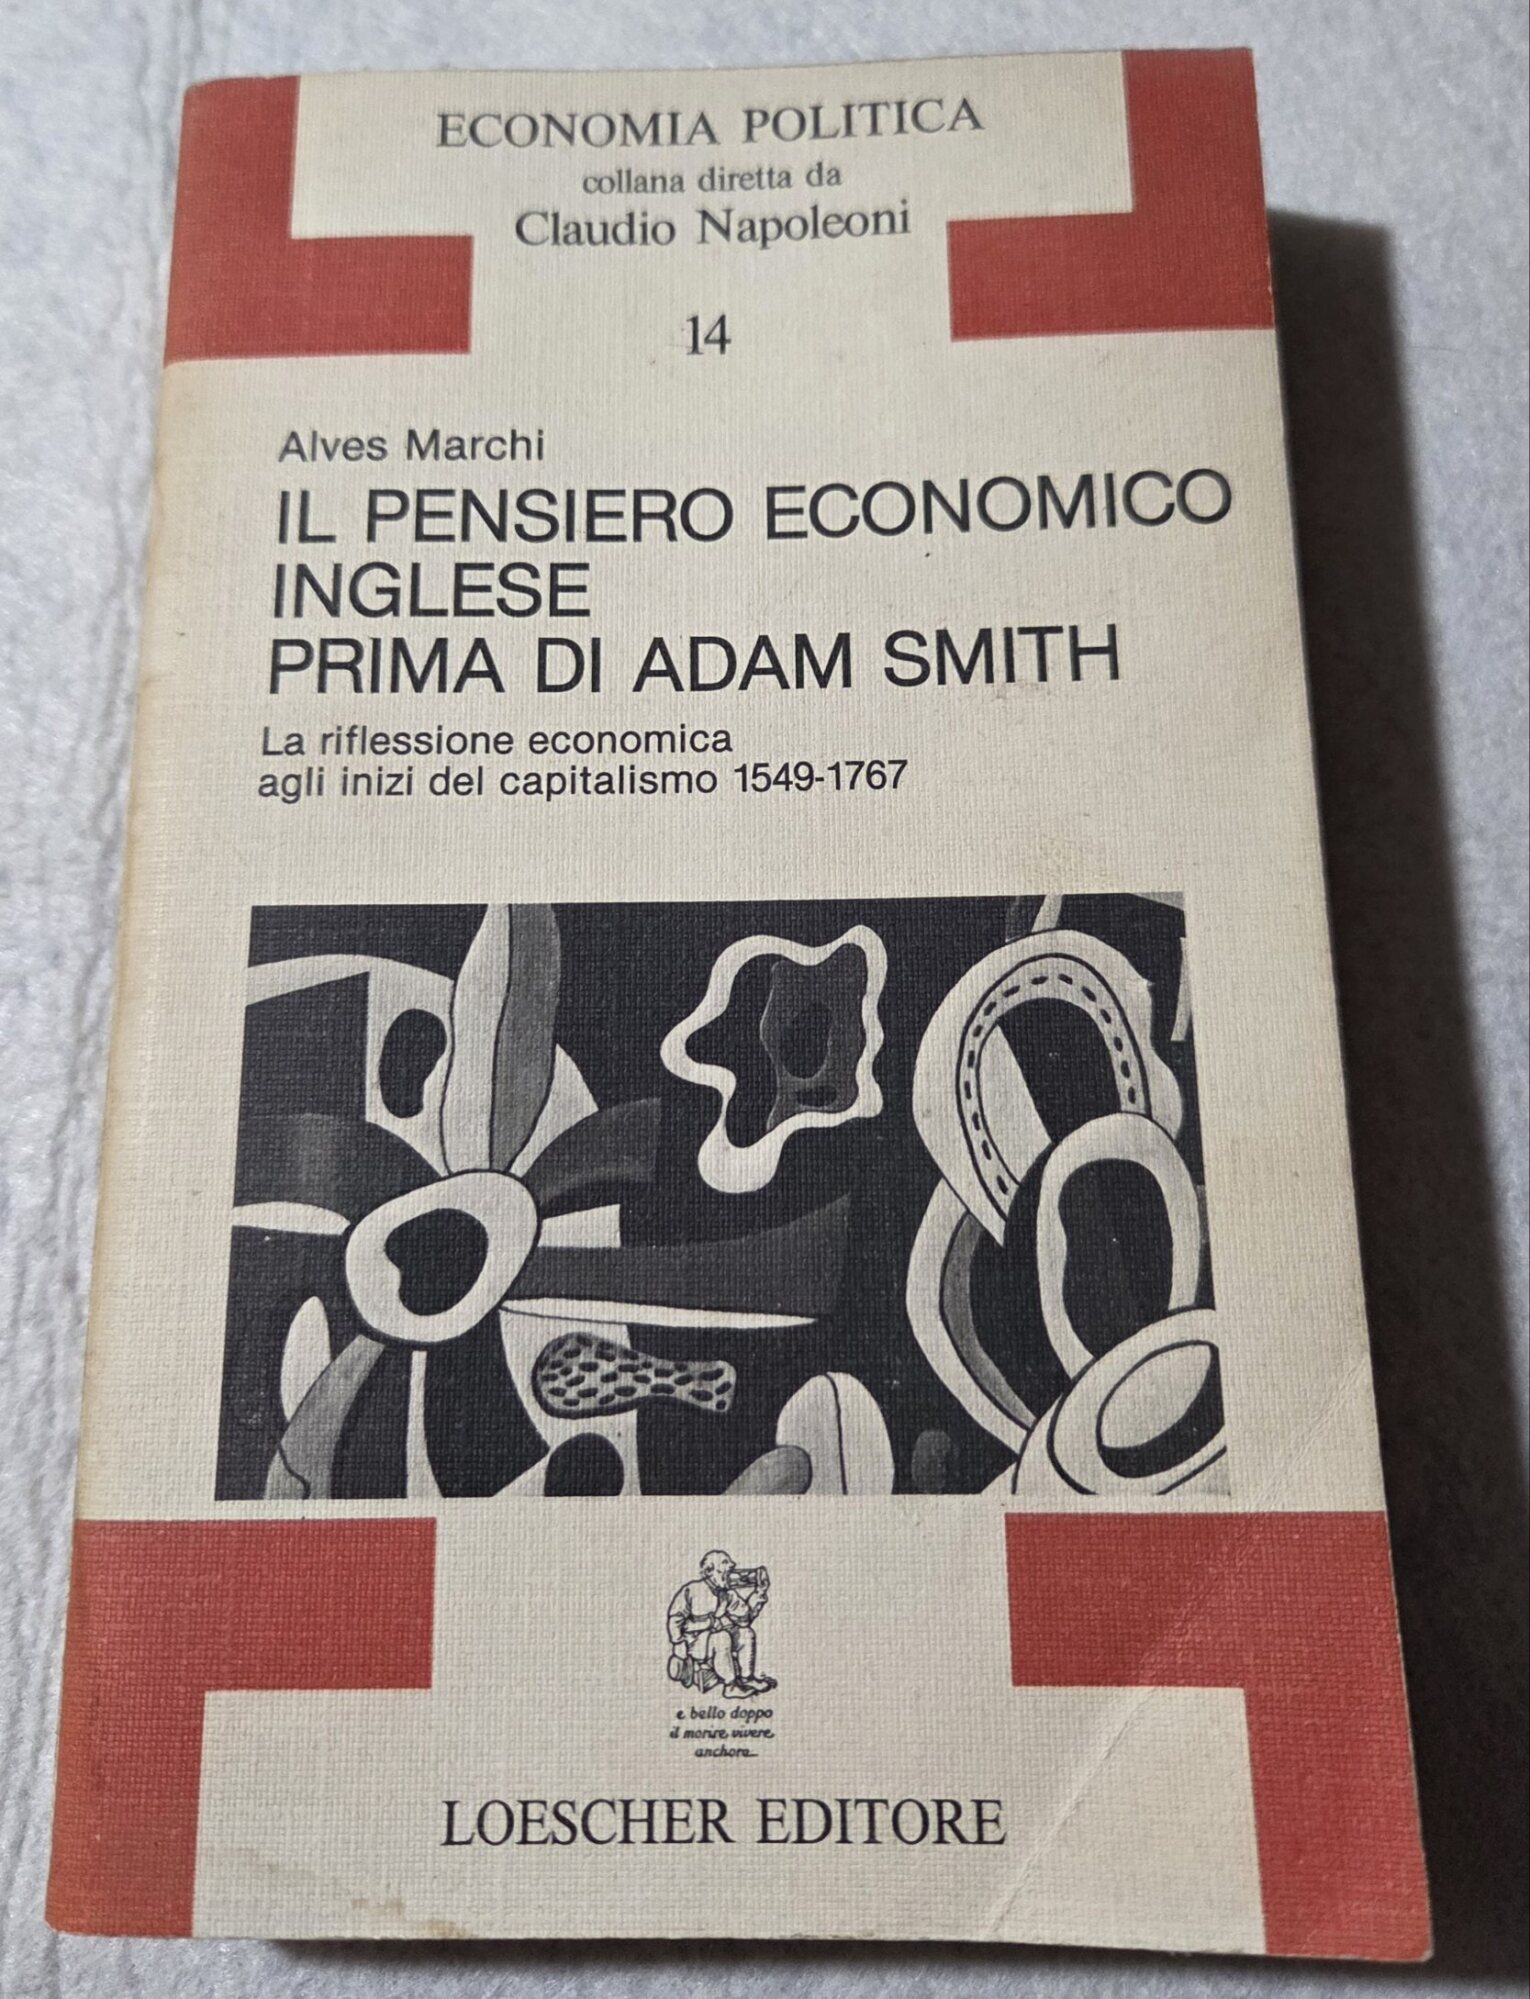 ECONOMIA POLITICA
collana diretta da
Claudio Napoleoni
14
Alves Marchi
IL PENSIERO ECONOMICO
INGLESE
PRIMA DI ADAM SMITH
La riflessione economica
agli inizi del capitalismo 1549-1767
e bello doppo
il morire vivere
anchora
LOESCHER EDITORE